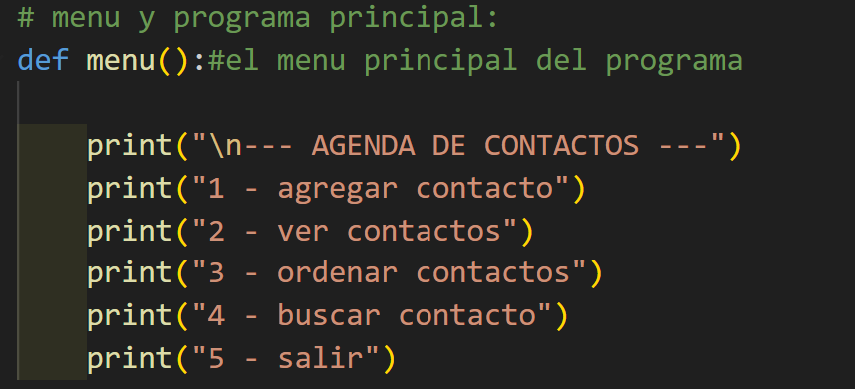 # menu y programa principal:
def menu():#el menu principal del programa
print("\n--- AGENDA DE CONTACTOS ---")
print("1 - agregar contacto")
print("2 - ver contactos")
print("3 - ordenar contactos")
print("4 - buscar contacto")
print("5 - salir")